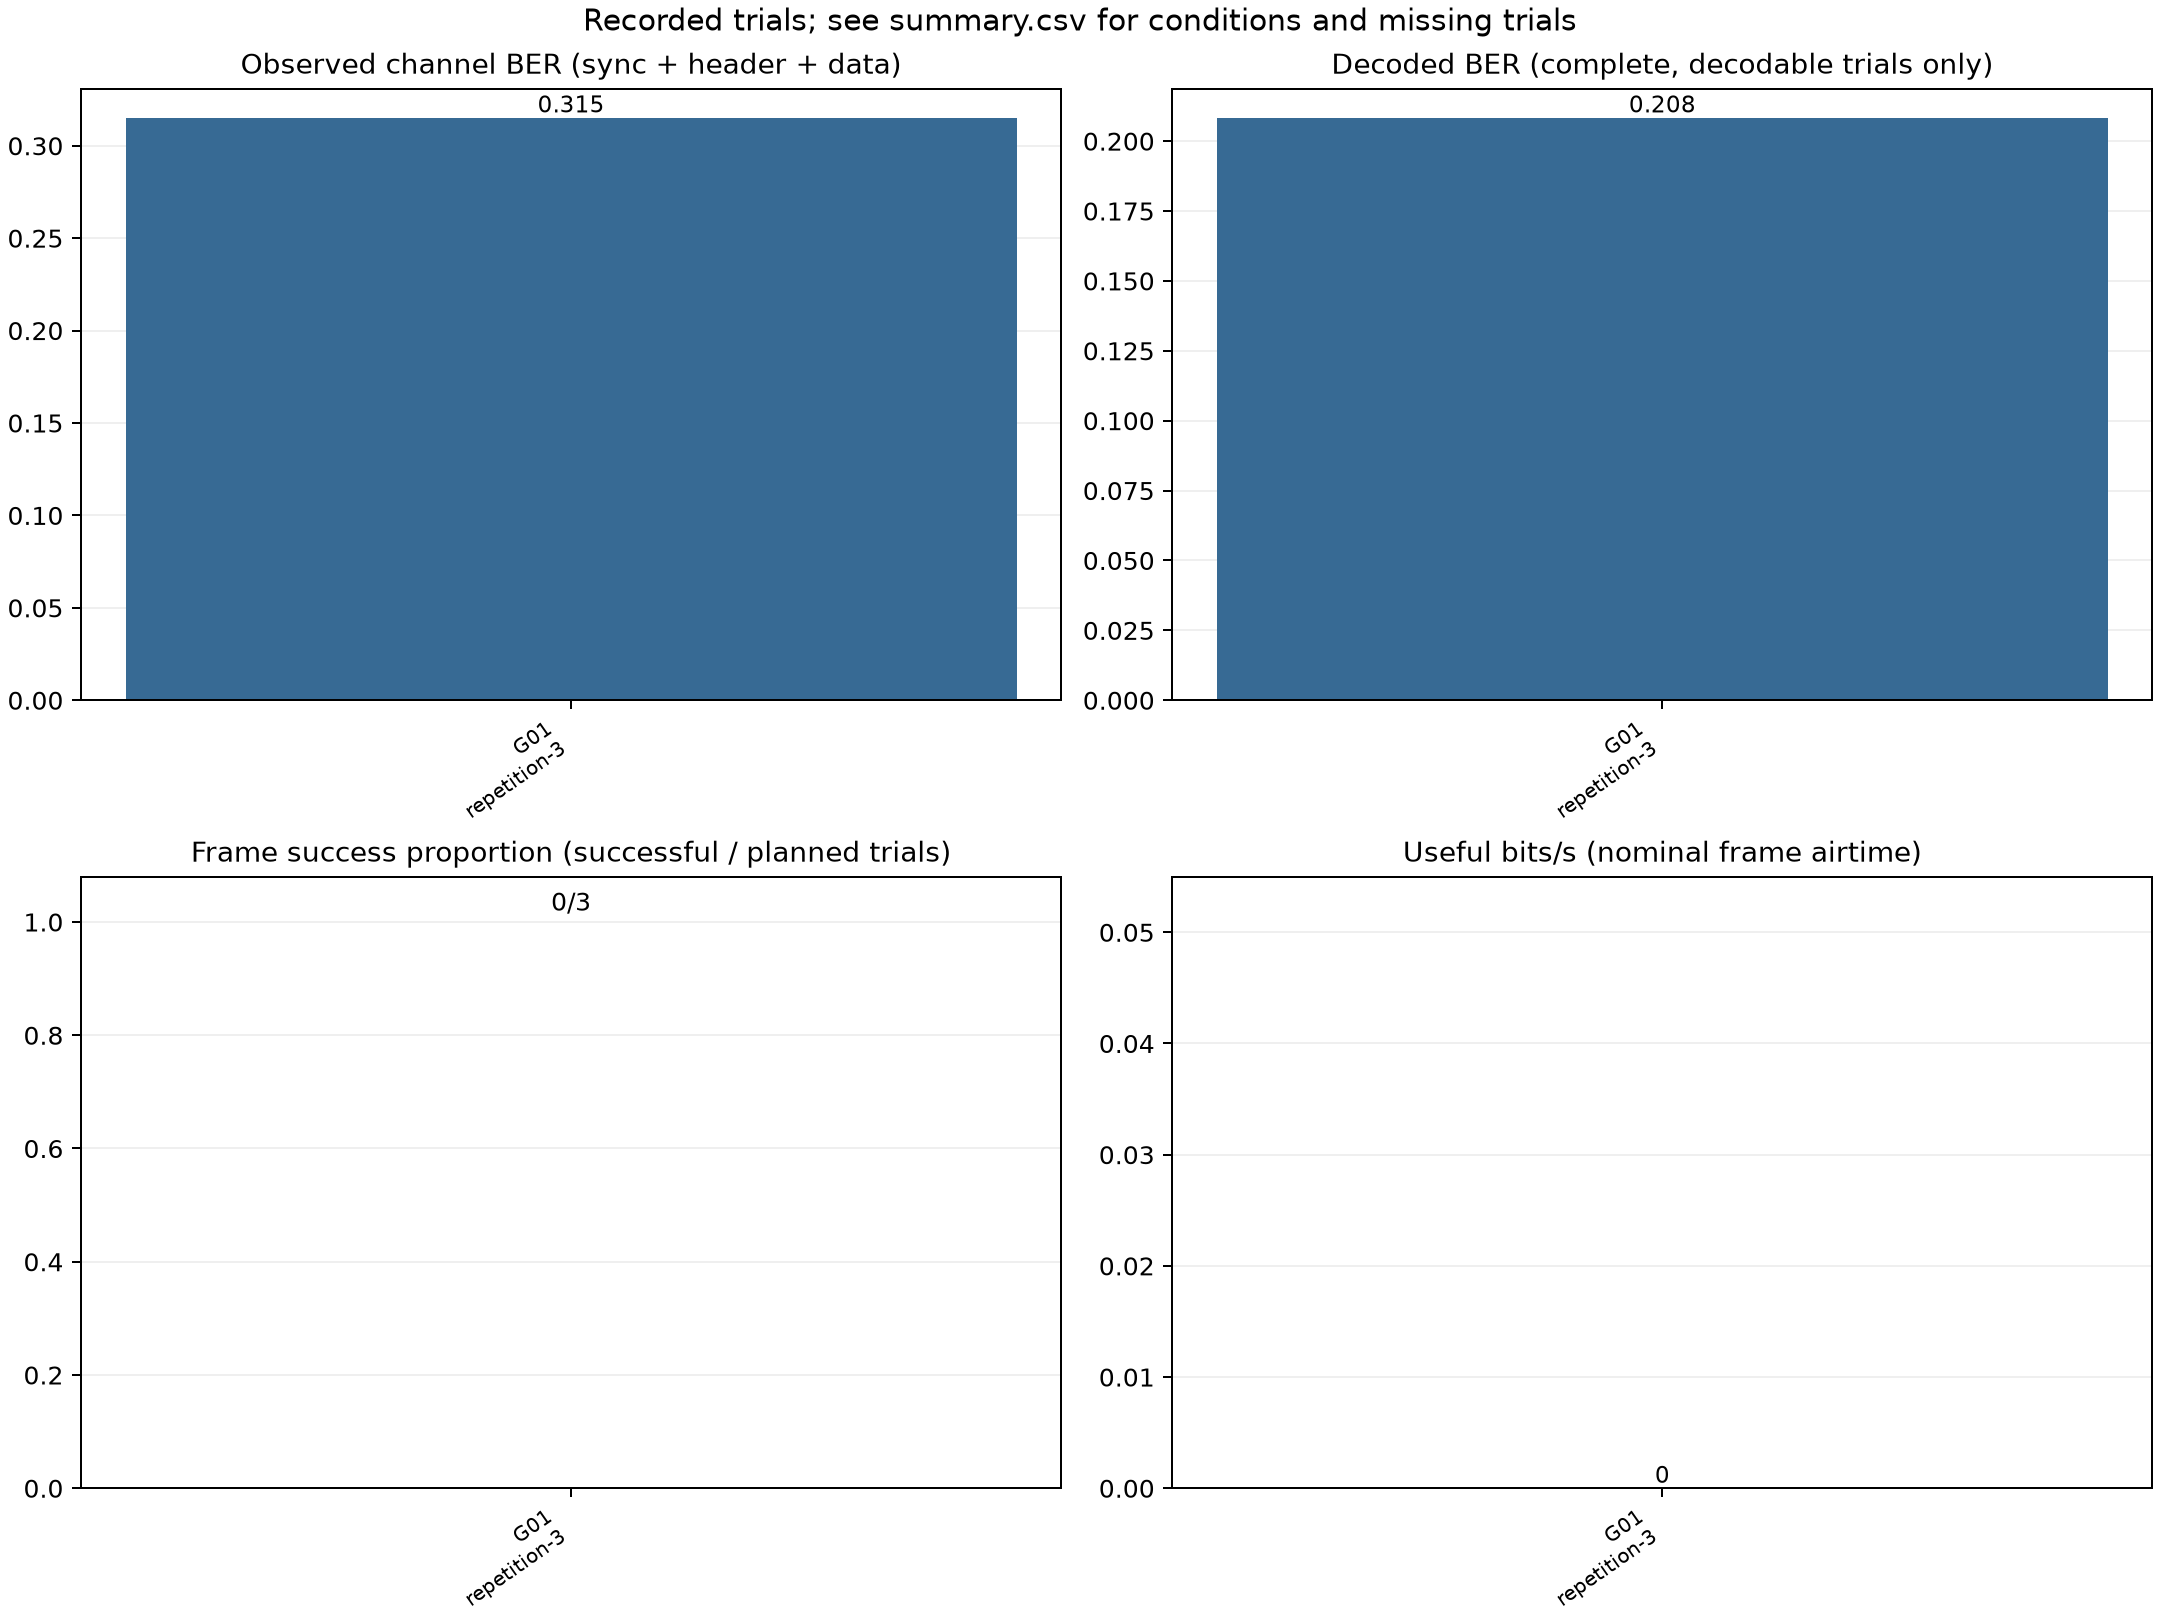 Recorded trials; see summary.csv for conditions and missing trials
Observed channel BER (sync + header + data)
0.315
0.30
0.25
0.20
0.15
0.10
0.05
0.00
G01
repetition-3
Decoded BER (complete, decodable trials only)
0.208
0.200
0.175
0.150
0.125
0.100
0.075
0.050
0.025
0.000
G01
repetition-3
Frame success proportion (successful / planned trials)
0/3
1.0
0.8
0.6
0.4
0.2
0.0
G01
repetition-3
Useful bits/s (nominal frame airtime)
0.05
0.04
0.03
0.02
0.01
0
0.00
G01
repetition-3